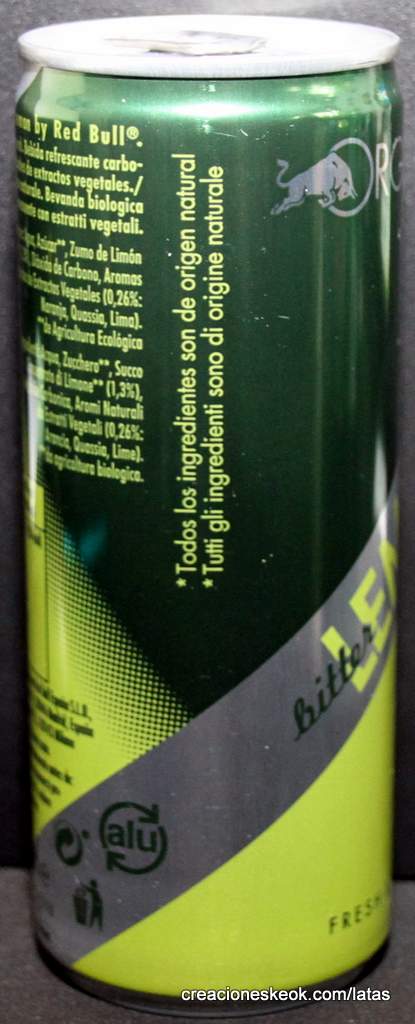 by Red Bull®.
Bebida refrescante carbo-
de extractos vegetales./
Bevanda biologica
con estratti vegetali.
Azúcar**, Zumo de Limón
de Carbono, Aromas
Extractos Vegetales (0,26%:
Naranja, Quassia, Lima).
de Agricultura Ecológica
Zucchero**, Succo
di Limone** (1,3%),
Aromi Naturali
Vegetali (0,26%:
Arancia, Quassia, Lime).
agricoltura biologica.
*Todos los ingredientes son de origen natural
*Tutti gli ingredienti sono di origine naturale
ORG
bitter
LEM
alu
FRESH
creacioneskeok.com/latas